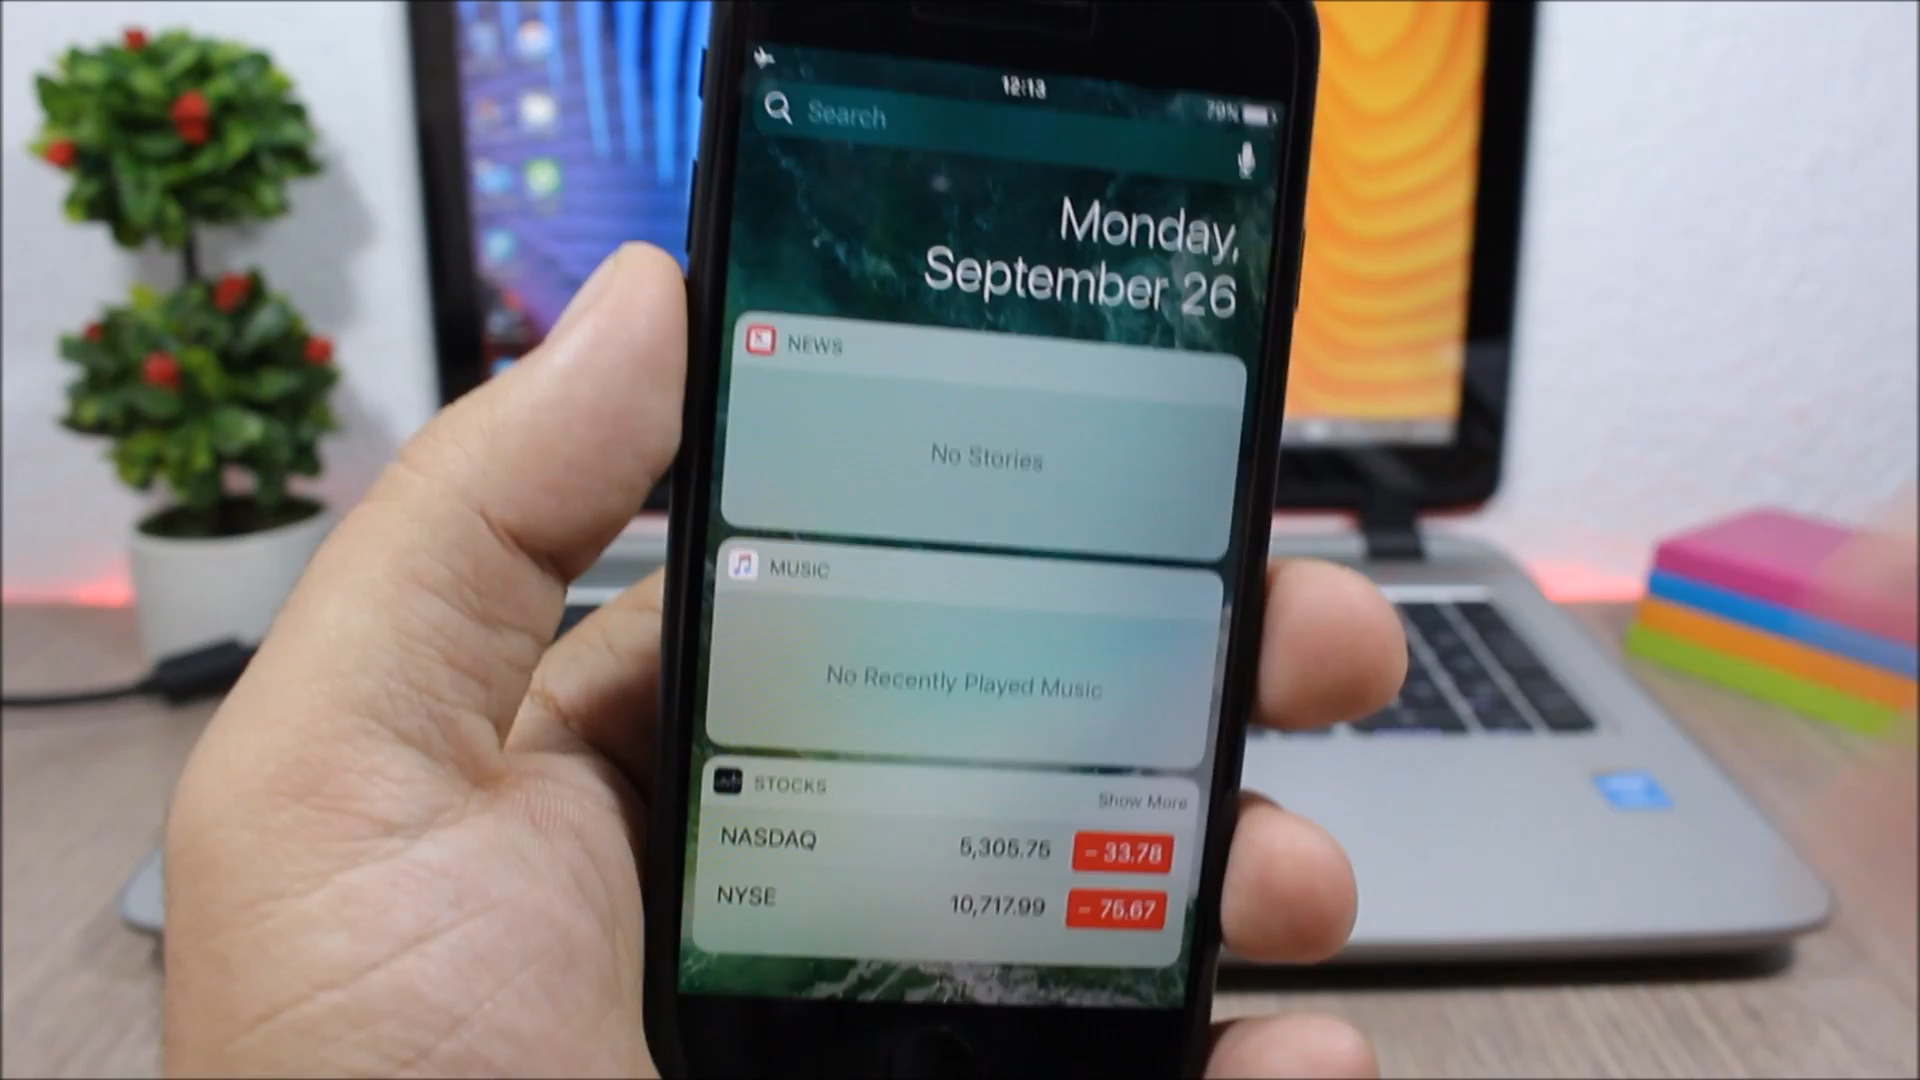 12:13
79%
Search
Monday,
September 26
NEWS
No Stories
MUSIC
No Recently Played Music
STOCKS
Show More
NASDAQ 5,305.75 - 33.78
NYSE 10,717.99 - 75.67